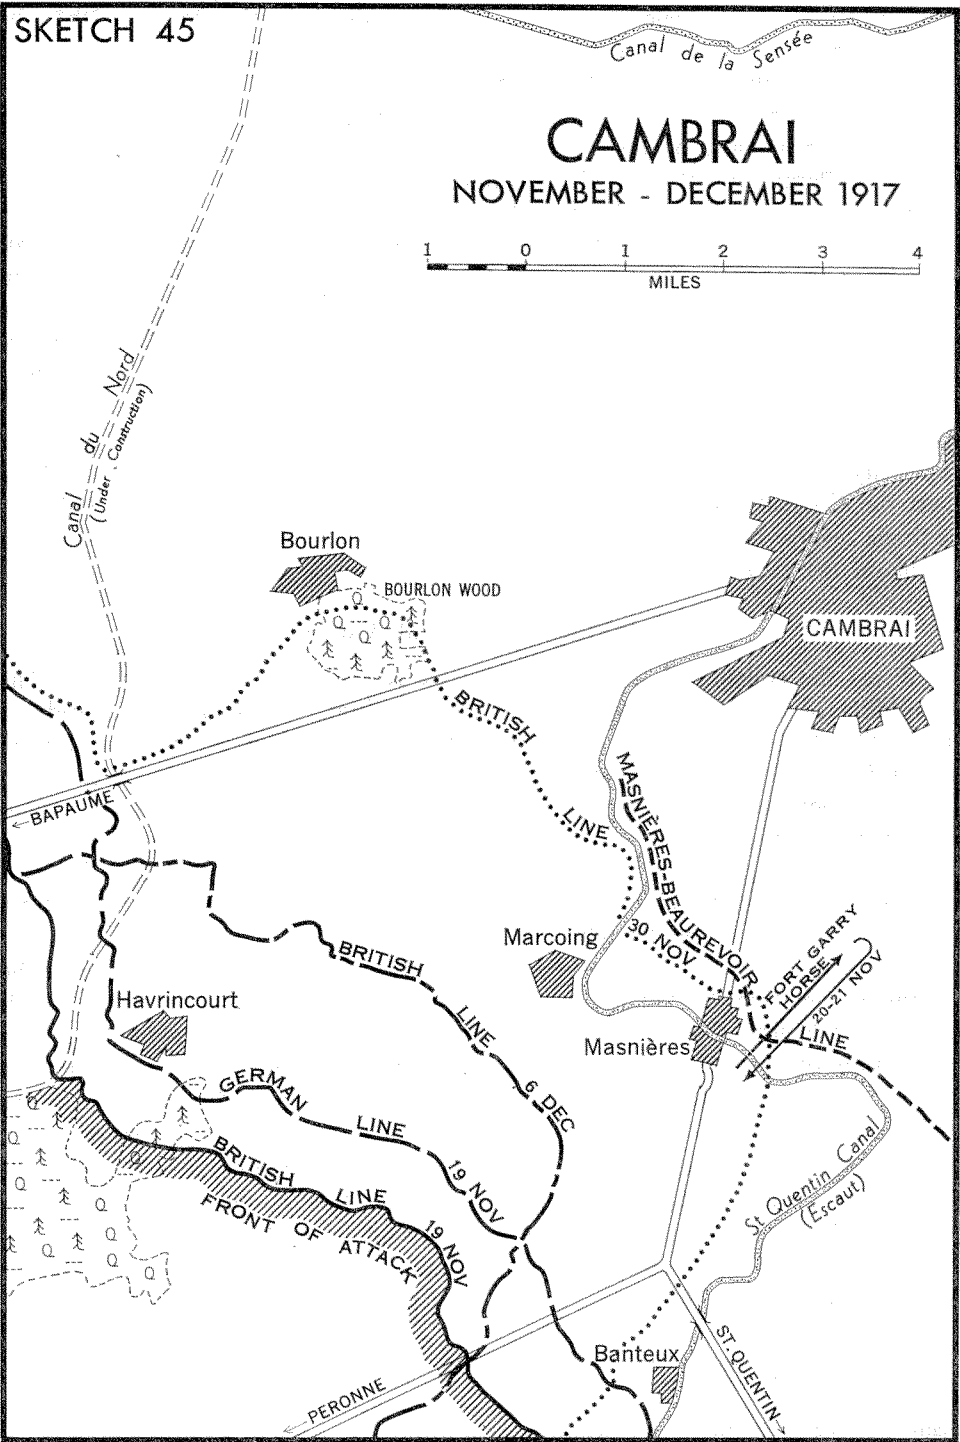 SKETCH 45
Canal de la Sensée
CAMBRAI
NOVEMBER - DECEMBER 1917
1 0 1 2 3 4
MILES
Canal du Nord
(Under Construction)
Bourlon
BOURLON WOOD
CAMBRAI
BRITISH LINE 30 NOV
MASNIÈRES-BEAUREVOIR LINE
BAPAUME
Marcoing
FORT GARRY
HORSE
20-21 NOV
BRITISH LINE 6 DEC
Havrincourt
Masnières
GERMAN LINE 19 NOV
BRITISH LINE 19 NOV
FRONT OF ATTACK
St Quentin Canal
(Escaut)
Banteux
ST. QUENTIN
PERONNE